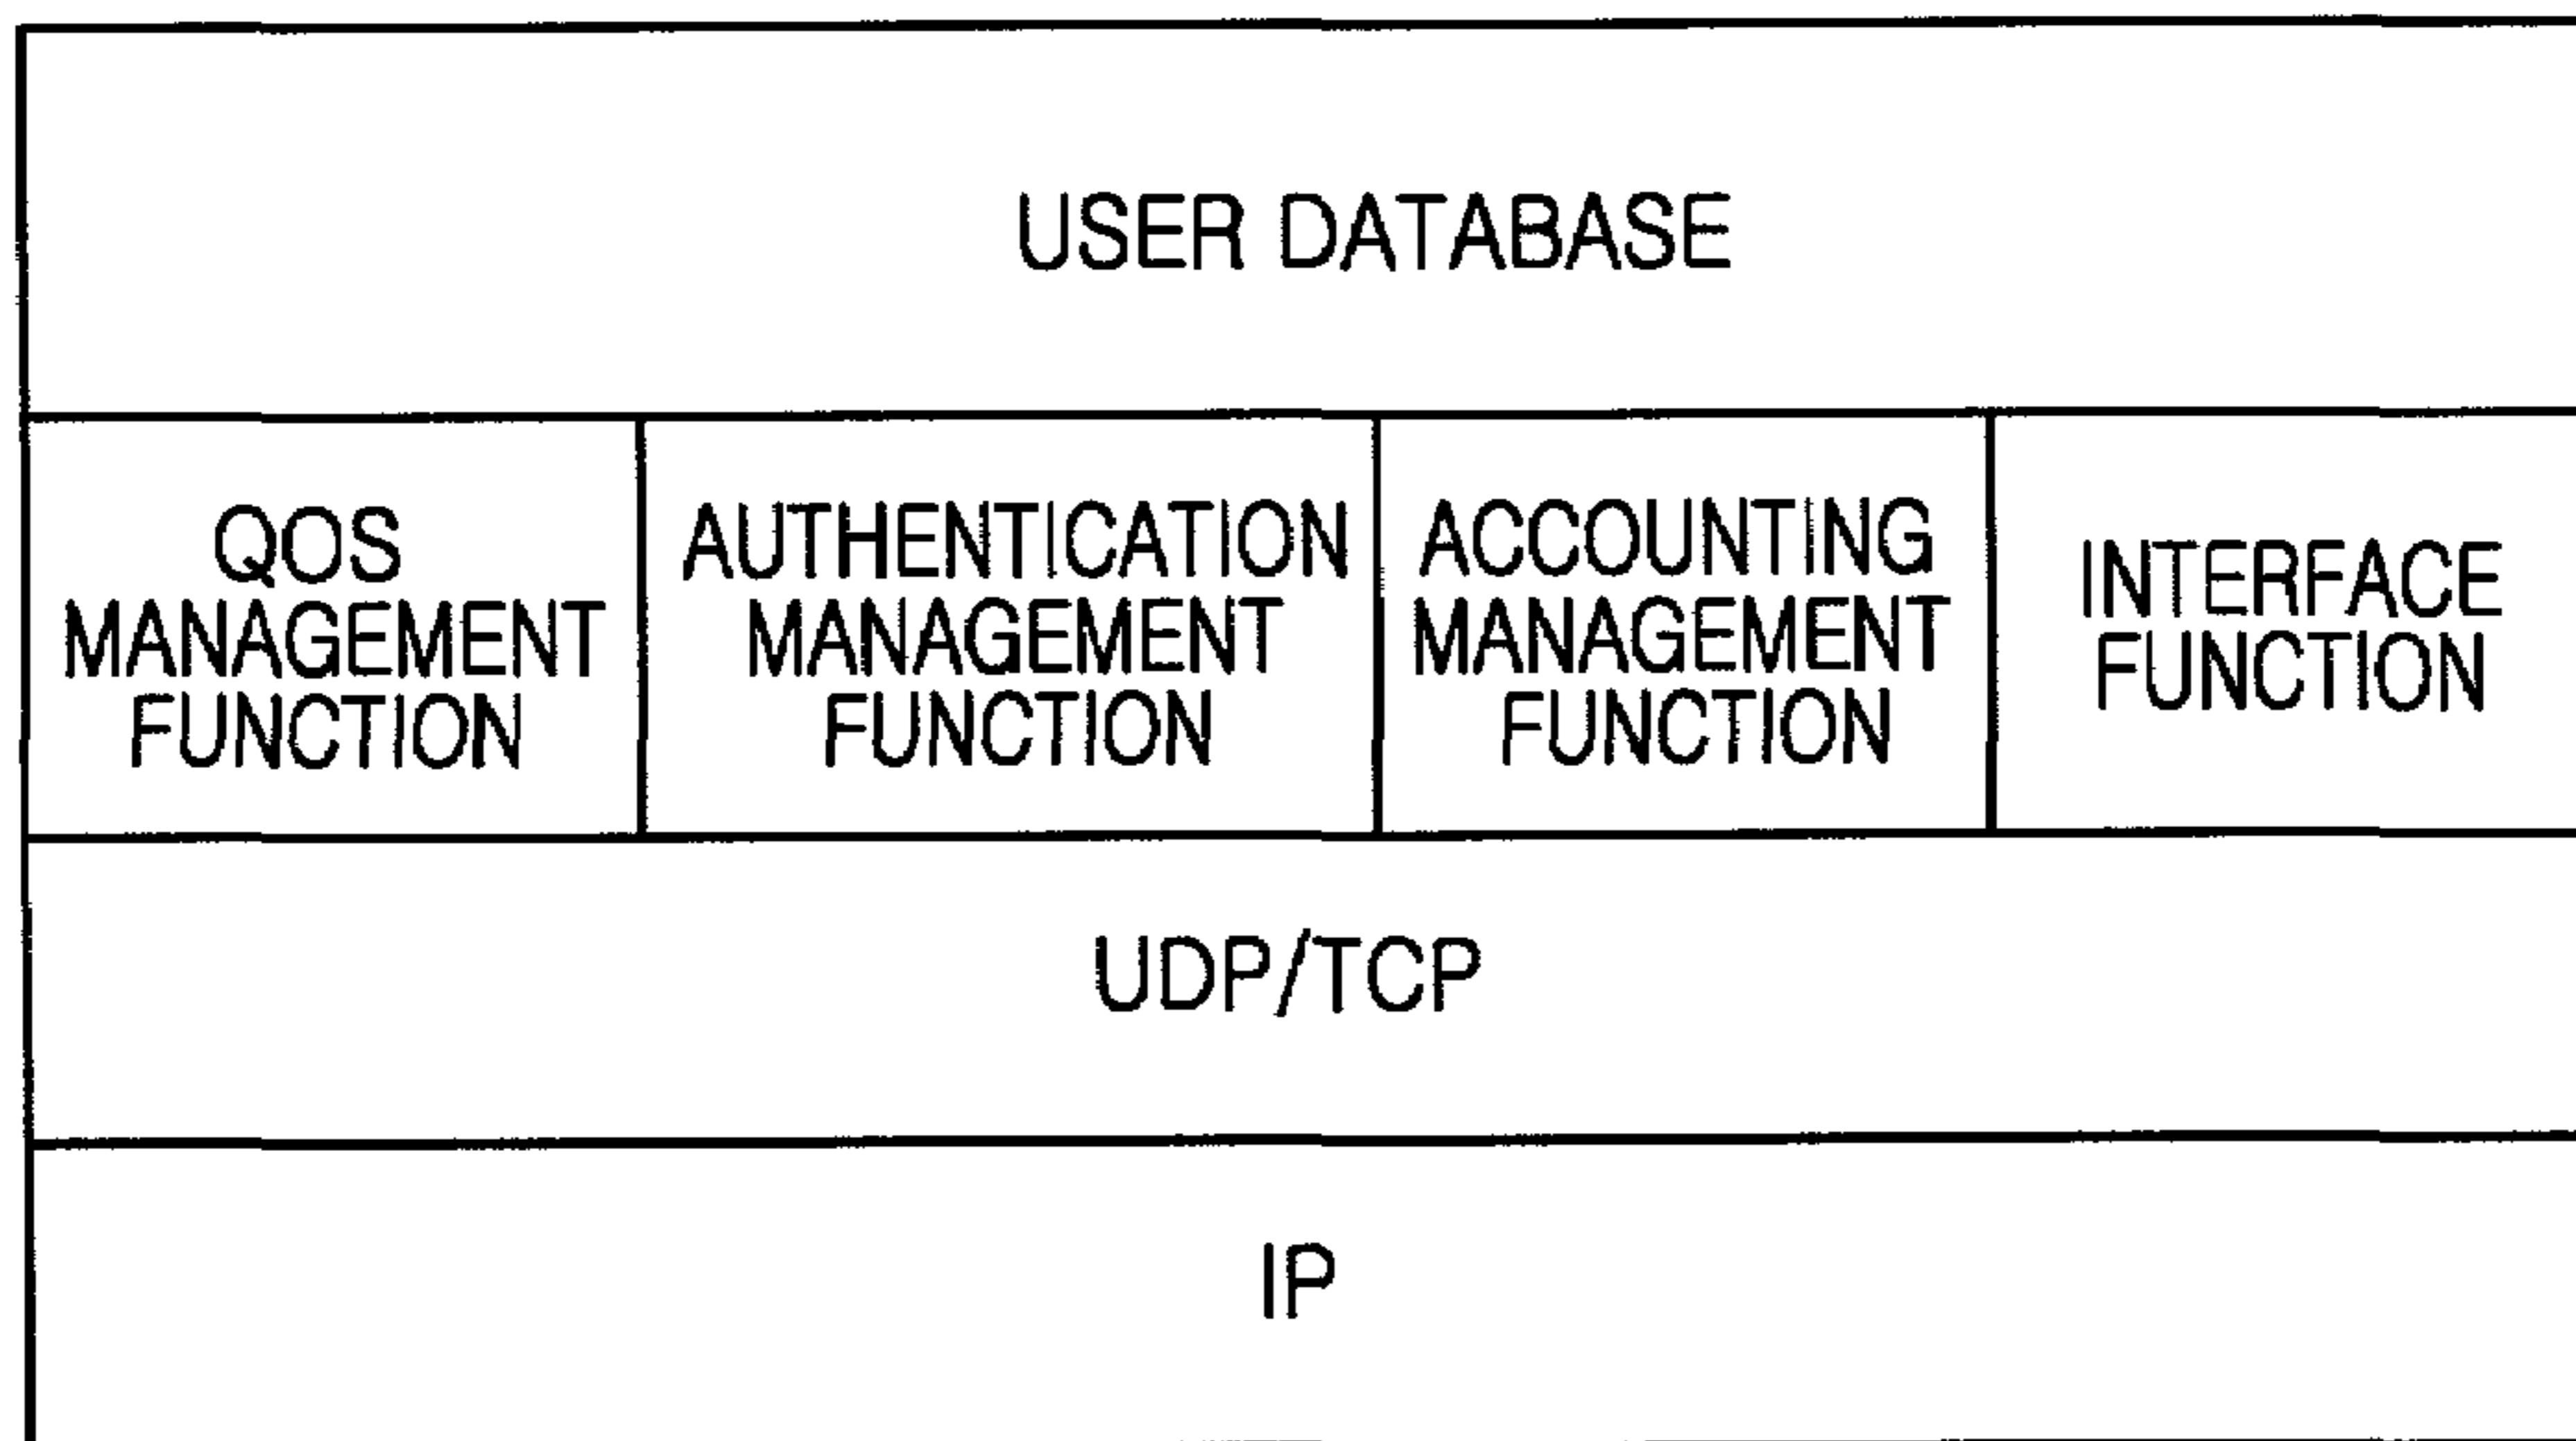 USER DATABASE
QOS
MANAGEMENT
FUNCTION
AUTHENTICATION
MANAGEMENT
FUNCTION
ACCOUNTING
MANAGEMENT
FUNCTION
INTERFACE
FUNCTION
UDP/TCP
IP